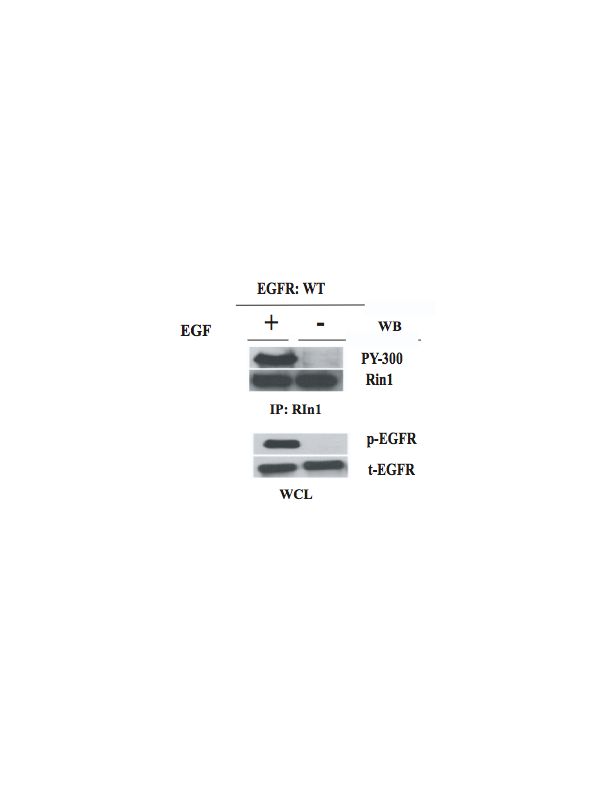 EGFR: WT
EGF + - WB
PY-300
Rin1
IP: RIn1
p-EGFR
t-EGFR
WCL